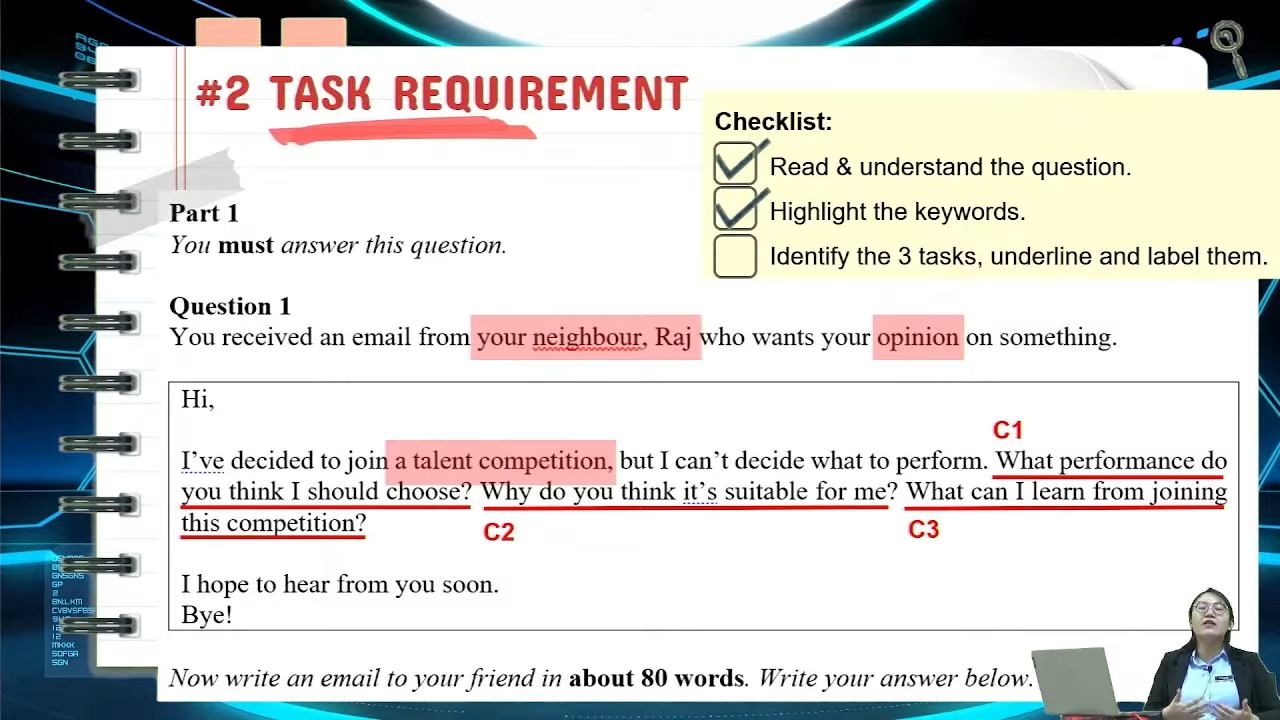 #2 TASK REQUIREMENT
Checklist:
Read & understand the question.
Highlight the keywords.
Identify the 3 tasks, underline and label them.
Part 1
You must answer this question.
Question 1
You received an email from your neighbour, Raj who wants your opinion on something.
Hi,
C1
I've decided to join a talent competition, but I can't decide what to perform. What performance do
you think I should choose? Why do you think it's suitable for me? What can I learn from joining
this competition?
C2
C3
I hope to hear from you soon.
Bye!
Now write an email to your friend in about 80 words. Write your answer below.